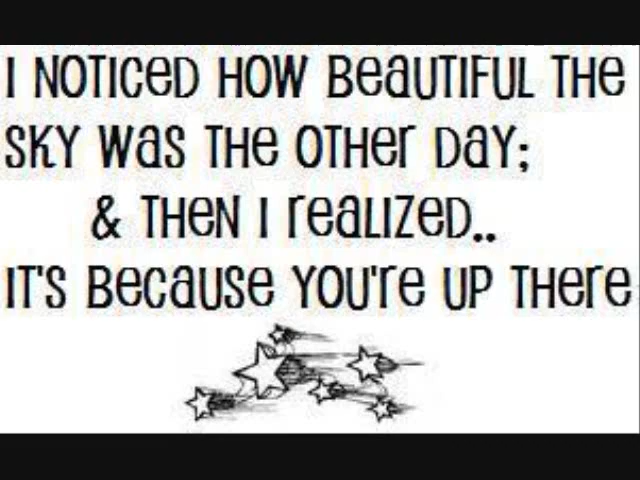 I NOTICED HOW BEAUTIFUL THE
SKY WAS THE OTHER DAY;
& THEN I REALIZED..
IT'S BECAUSE YOU'RE UP THERE